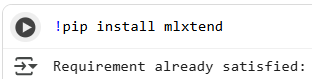 !pip install mlxtend
Requirement already satisfied: